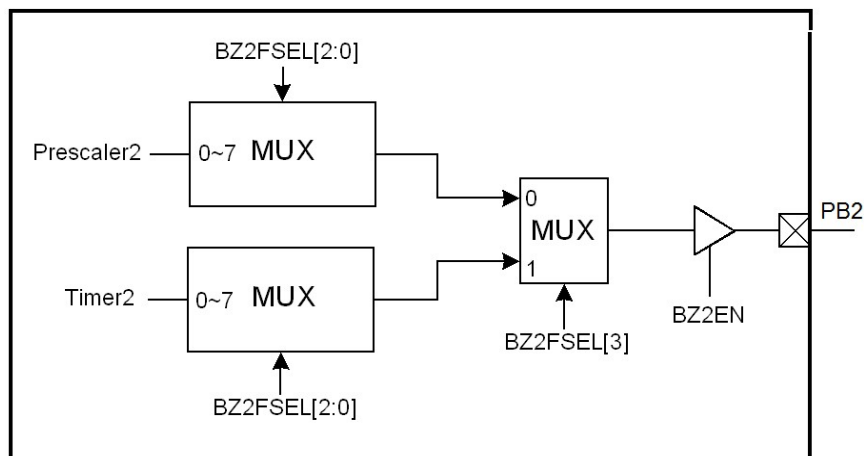 BZ2FSEL[2:0]
Prescaler2
0~7 MUX
PB2
0
MUX
1
Timer2
0~7 MUX
BZ2EN
BZ2FSEL[3]
BZ2FSEL[2:0]